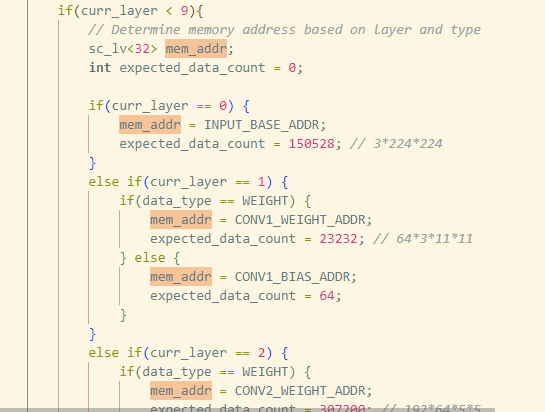 if(curr_layer < 9){
// Determine memory address based on layer and type
sc_lv<32> mem_addr;
int expected_data_count = 0;
if(curr_layer == 0) {
mem_addr = INPUT_BASE_ADDR;
expected_data_count = 150528; // 3*224*224
}
else if(curr_layer == 1) {
if(data_type == WEIGHT) {
mem_addr = CONV1_WEIGHT_ADDR;
expected_data_count = 23232; // 64*3*11*11
} else {
mem_addr = CONV1_BIAS_ADDR;
expected_data_count = 64;
}
}
else if(curr_layer == 2) {
if(data_type == WEIGHT) {
mem_addr = CONV2_WEIGHT_ADDR;
expected_data_count = 307200; // 192*64*5*5